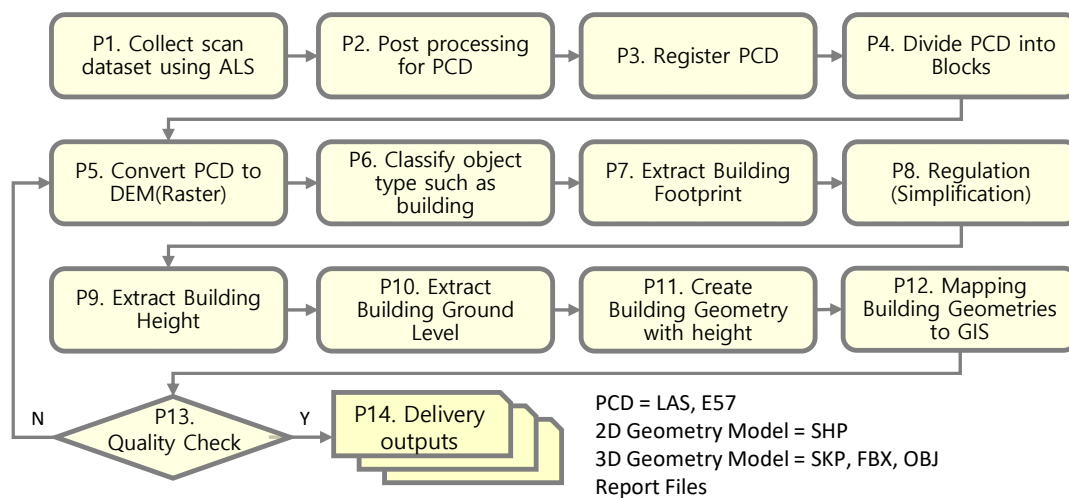 P1. Collect scan
dataset using ALS
P2. Post processing
for PCD
P3. Register PCD
P4. Divide PCD into
Blocks
P5. Convert PCD to
DEM(Raster)
P6. Classify object
type such as
building
P7. Extract Building
Footprint
P8. Regulation
(Simplification)
P9. Extract Building
Height
P10. Extract
Building Ground
Level
P11. Create
Building Geometry
with height
P12. Mapping
Building Geometries
to GIS
N
P13.
Quality Check
Y
P14. Delivery
outputs
PCD = LAS, E57
2D Geometry Model = SHP
3D Geometry Model = SKP, FBX, OBJ
Report Files